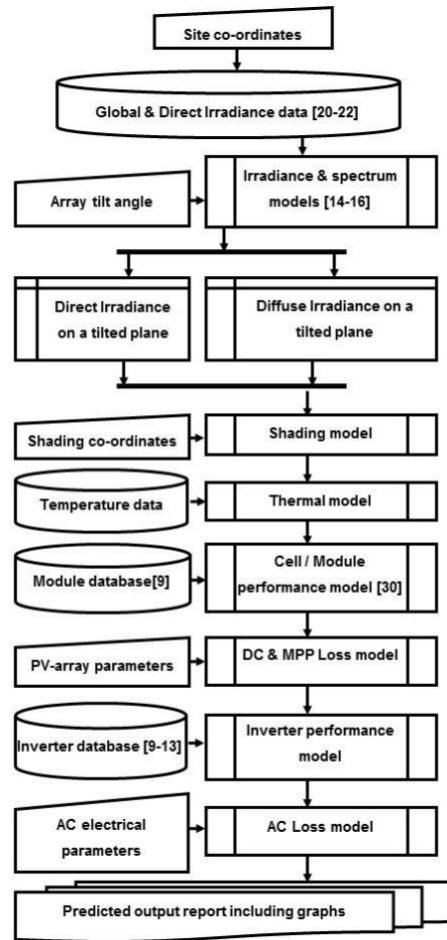 Site co-ordinates
Global & Direct Irradiance data [20-22]
Array tilt angle
Irradiance & spectrum
models [14-16]
Direct Irradiance
on a tilted plane
Diffuse Irradiance on a
tilted plane
Shading co-ordinates
Shading model
Temperature data
Thermal model
Module database[9]
Cell / Module
performance model [30]
PV-array parameters
DC & MPP Loss model
Inverter database [9-13]
Inverter performance
model
AC electrical
parameters
AC Loss model
Predicted output report including graphs